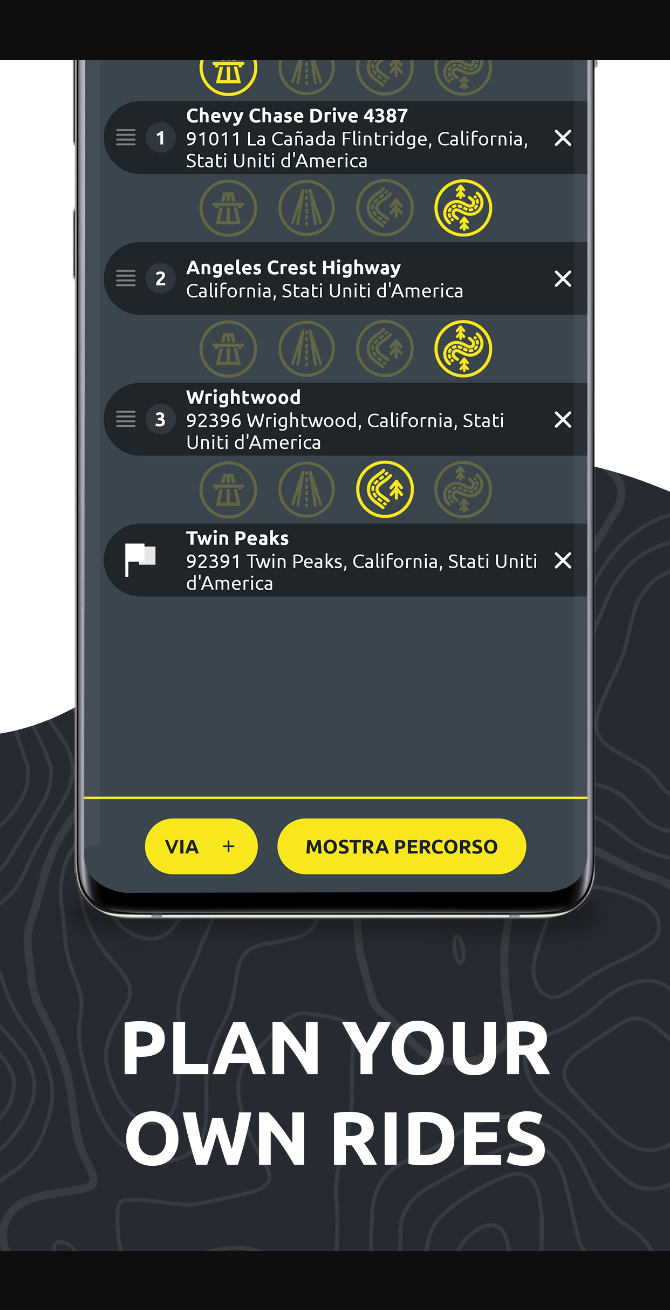 Chevy Chase Drive 4387
1
91011 La Cañada Flintridge, California,
Stati Uniti d'America
Angeles Crest Highway
2
California, Stati Uniti d'America
Wrightwood
3
92396 Wrightwood, California, Stati
Uniti d'America
Twin Peaks
92391 Twin Peaks, California, Stati Uniti
d'America
VIA +
MOSTRA PERCORSO
PLAN YOUR
OWN RIDES